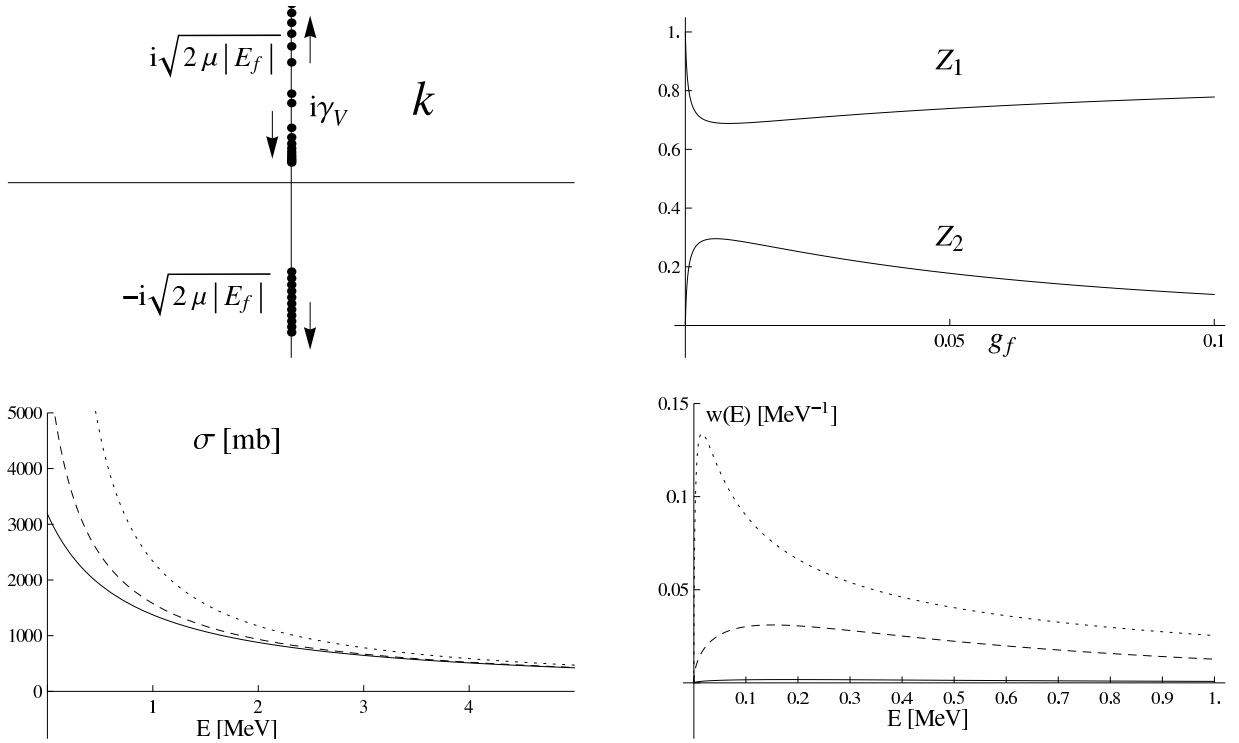 i√2 μ | E_f |
iγ_V
k
−i√2 μ | E_f |
1.
0.8
0.6
0.4
0.2
Z_1
Z_2
0.05
0.1
g_f
5000
4000
3000
2000
1000
0
σ [mb]
1
2
3
4
E [MeV]
0.15
0.1
0.05
w(E) [MeV^−1]
0.1
0.2
0.3
0.4
0.5
0.6
0.7
0.8
0.9
1.
E [MeV]